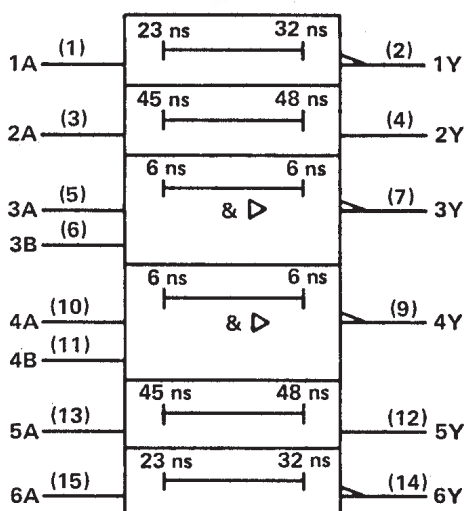 23 ns 32 ns
1A (1) (2) 1Y
45 ns 48 ns
2A (3) (4) 2Y
6 ns 6 ns
3A (5) & ▷ (7) 3Y
3B (6)
6 ns 6 ns
4A (10) & ▷ (9) 4Y
4B (11)
45 ns 48 ns
5A (13) (12) 5Y
23 ns 32 ns
6A (15) (14) 6Y